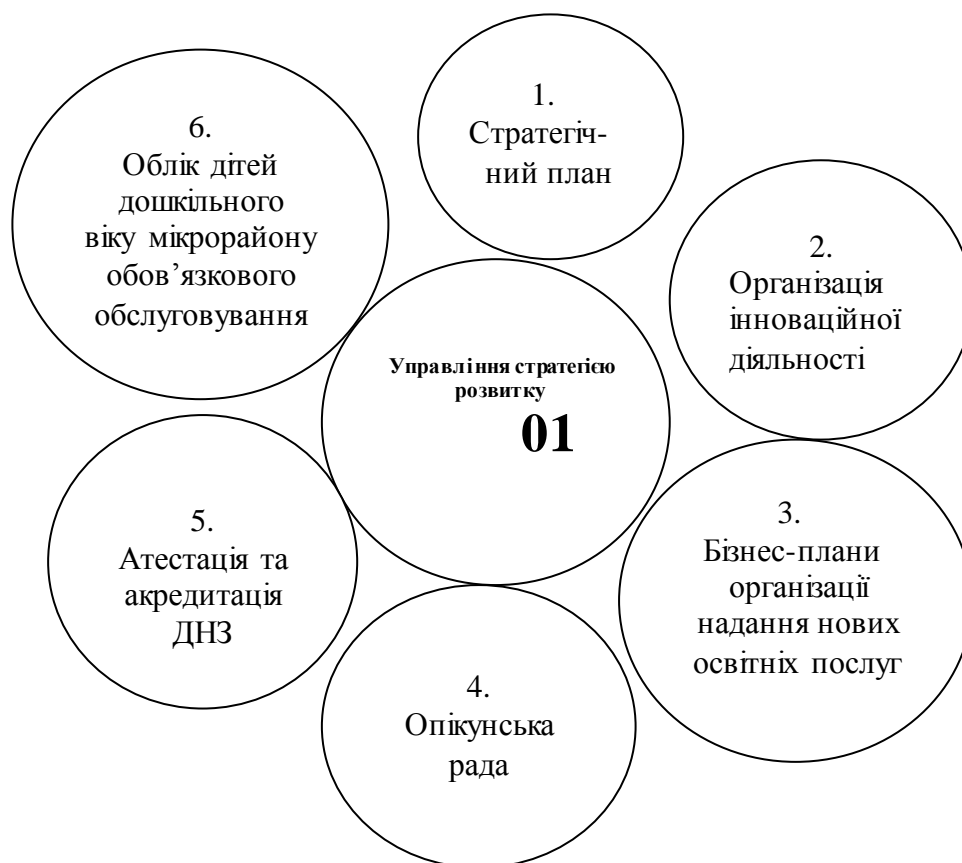 1.
Стратегіч-
ний план
2.
Організація
інноваційної
діяльності
3.
Бізнес-плани
організації
надання нових
освітніх послуг
4.
Опікунська
рада
5.
Атестація та
акредитація
ДНЗ
6.
Облік дітей
дошкільного
віку мікрорайону
обов’язкового
обслуговування
Управління стратегією
розвитку
01